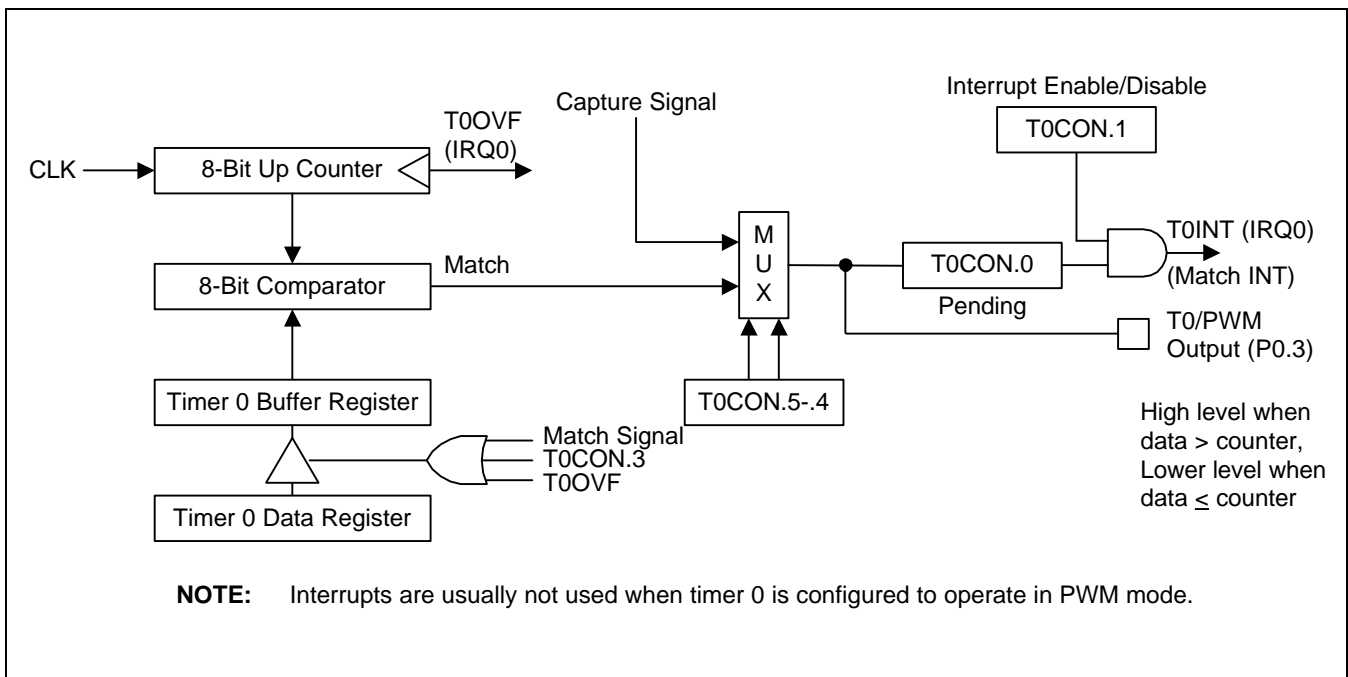 Interrupt Enable/Disable
Capture Signal
T0CON.1
T0OVF
(IRQ0)
CLK
8-Bit Up Counter
M
U
X
T0INT (IRQ0)
(Match INT)
T0CON.0
Pending
Match
8-Bit Comparator
T0/PWM
Output (P0.3)
Timer 0 Buffer Register
T0CON.5-.4
High level when
data > counter,
Lower level when
data ≤ counter
Match Signal
T0CON.3
T0OVF
Timer 0 Data Register
NOTE: Interrupts are usually not used when timer 0 is configured to operate in PWM mode.